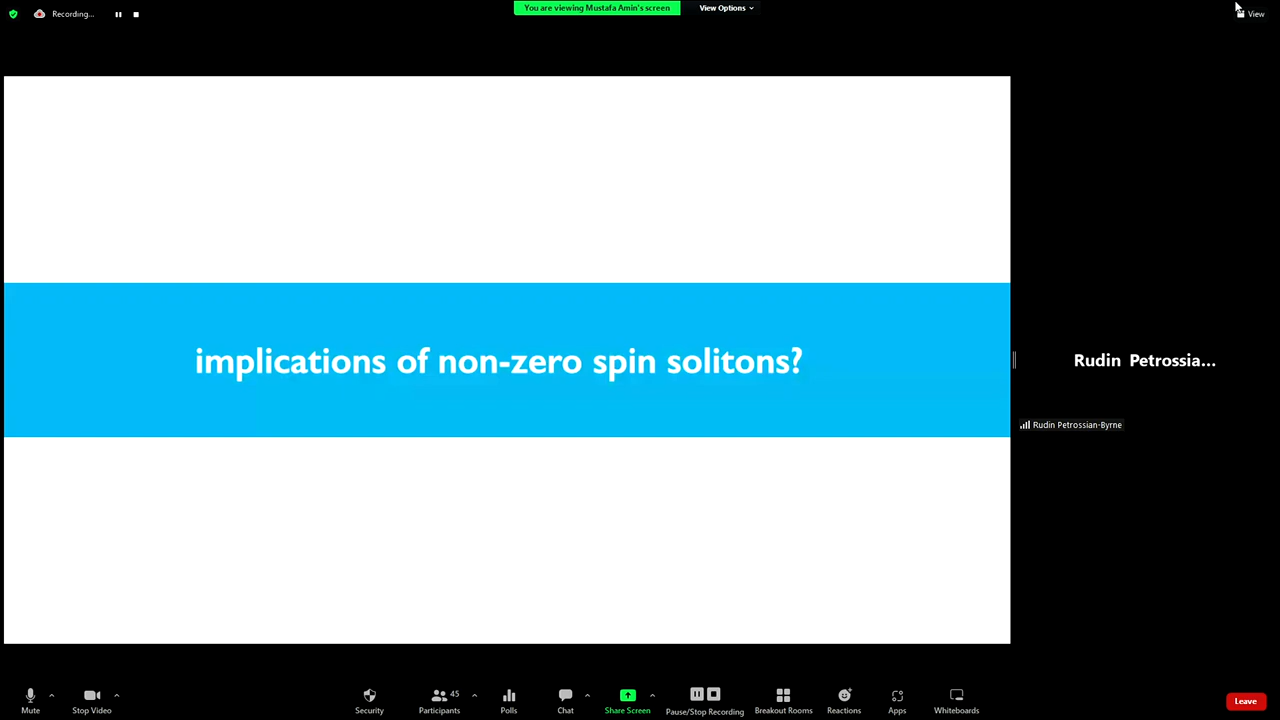 Recording...
You are viewing Mustafa Amin's screen
View Options
View
implications of non-zero spin solitons?
Rudin Petrossia...
Rudin Petrossian-Byrne
Mute
Stop Video
Security
Participants
45
Polls
Chat
Share Screen
Pause/Stop Recording
Breakout Rooms
Reactions
Apps
Whiteboards
Leave